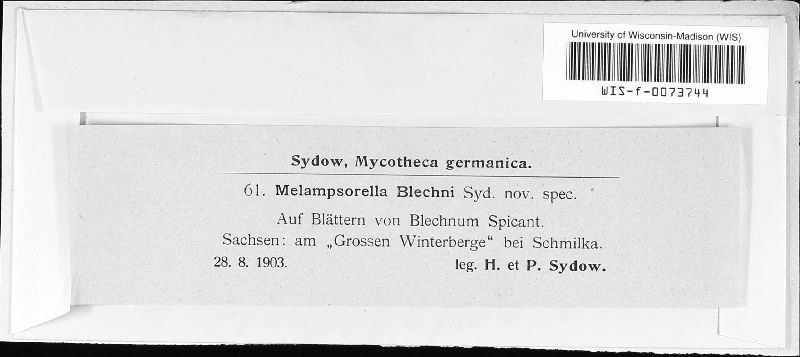 University of Wisconsin-Madison (WIS)
WIS-f-0073744
Sydow, Mycotheca germanica.
61. Melampsorella Blechni Syd. nov. spec.
Auf Blättern von Blechnum Spicant.
Sachsen: am „Grossen Winterberge“ bei Schmilka.
28. 8. 1903. leg. H. et P. Sydow.